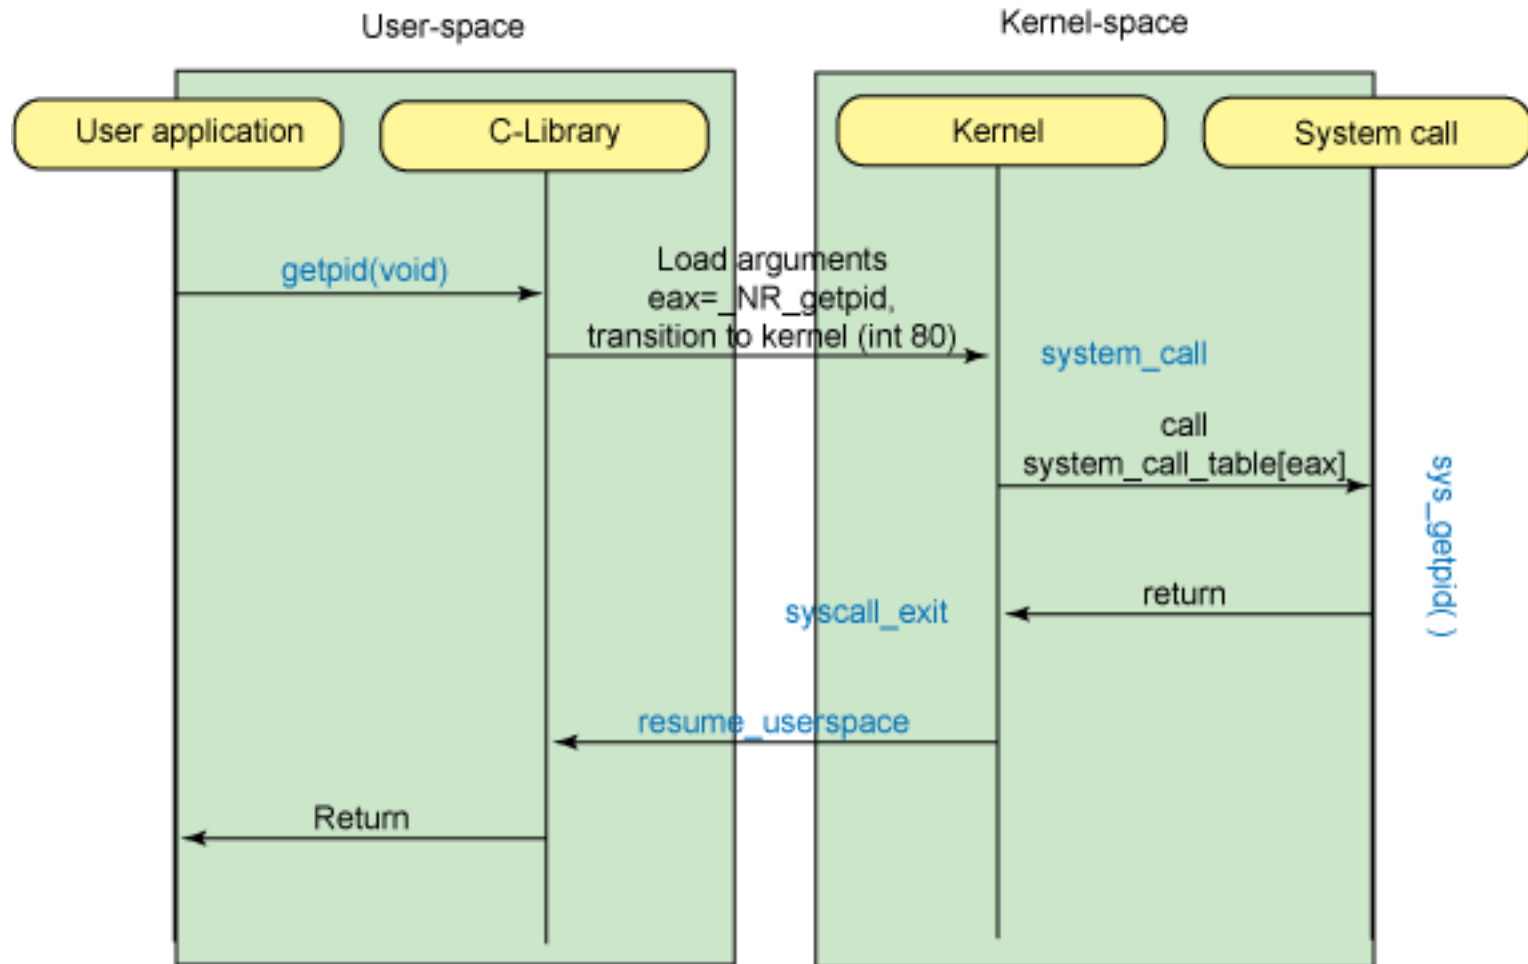 User-space
Kernel-space
User application
C-Library
Kernel
System call
getpid(void)
Load arguments
eax=_NR_getpid,
transition to kernel (int 80)
system_call
call
system_call_table[eax]
sys_getpid( )
return
syscall_exit
resume_userspace
Return